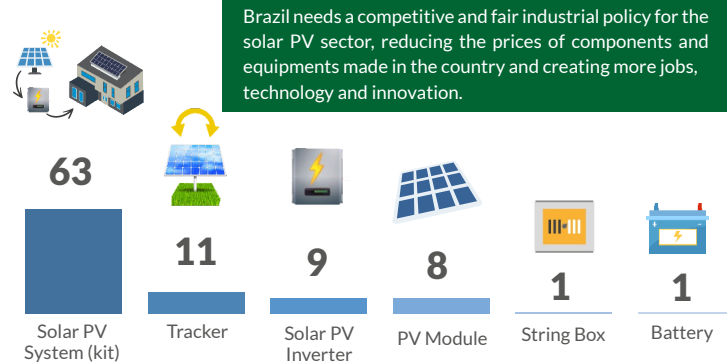 Brazil needs a competitive and fair industrial policy for the
solar PV sector, reducing the prices of components and
equipments made in the country and creating more jobs,
technology and innovation.
63
11
9
8
1
1
Solar PV
System (kit)
Tracker
Solar PV
Inverter
PV Module
String Box
Battery